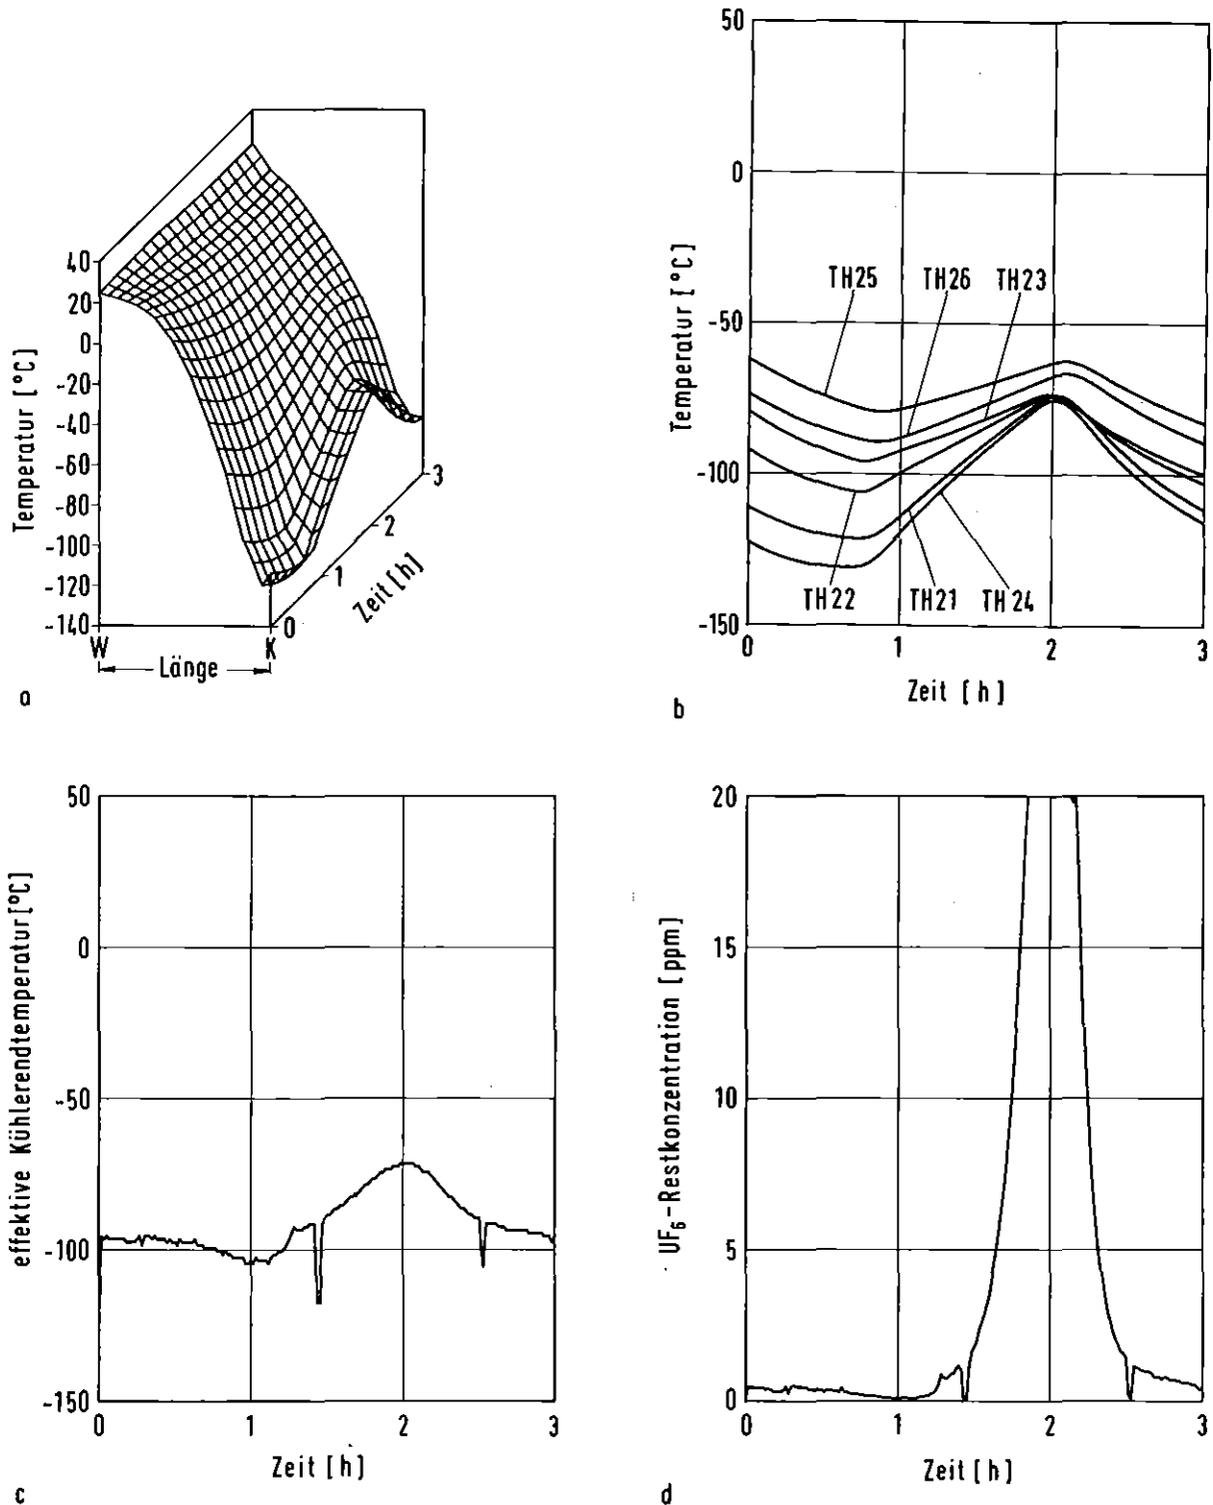 40
20
0
-20
-40
-60
-80
-100
-120
-140
Temperatur [°C]
W
K
Länge
0
1
2
3
Zeit [h]
a
50
0
-50
-100
-150
Temperatur [°C]
TH25
TH26
TH23
TH22
TH21
TH24
0
1
2
3
Zeit [h]
b
50
0
-50
-100
-150
effektive Kühlerendtemperatur [°C]
0
1
2
3
Zeit [h]
c
20
15
10
5
0
UF₆-Restkonzentration [ppm]
0
1
2
3
Zeit [h]
d